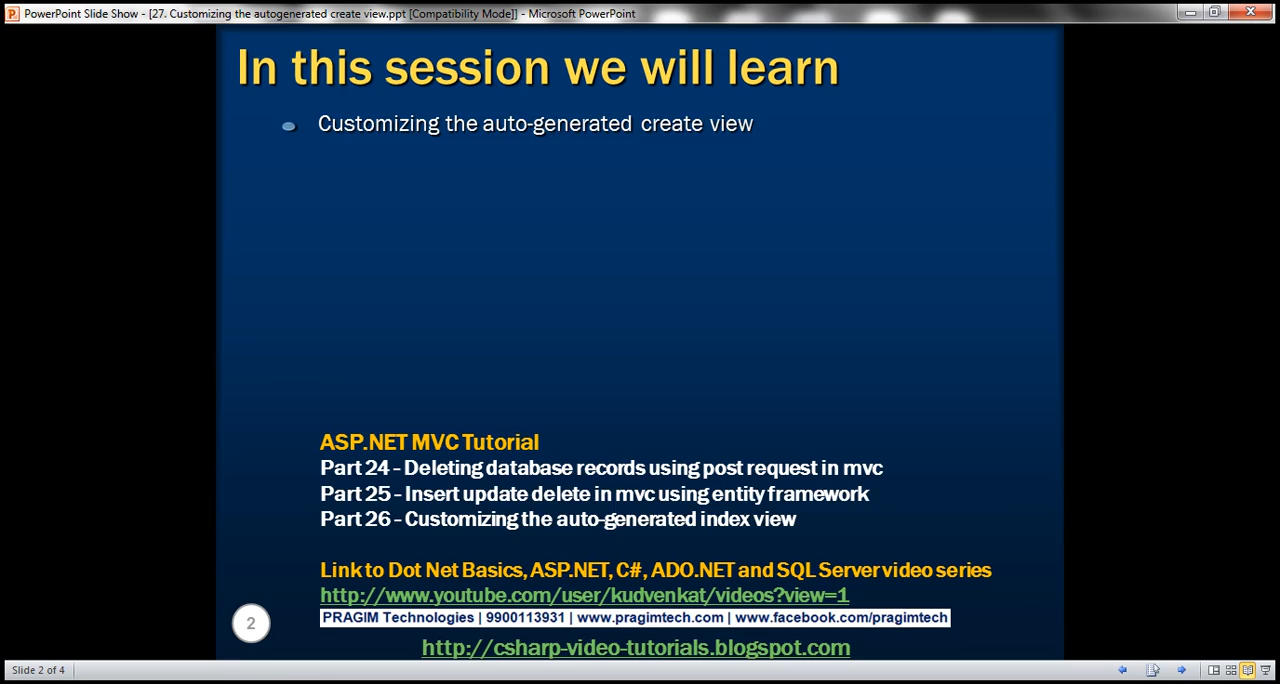 PowerPoint Slide Show - [27. Customizing the autogenerated create view.ppt [Compatibility Mode]] - Microsoft PowerPoint
In this session we will learn
Customizing the auto-generated create view
ASP.NET MVC Tutorial
Part 24 - Deleting database records using post request in mvc
Part 25 - Insert update delete in mvc using entity framework
Part 26 - Customizing the auto-generated index view
Link to Dot Net Basics, ASP.NET, C#, ADO.NET and SQL Server video series
http://www.youtube.com/user/kudvenkat/videos?view=1
PRAGIM Technologies | 9900113931 | www.pragimtech.com | www.facebook.com/pragimtech
2
http://csharp-video-tutorials.blogspot.com
Slide 2 of 4